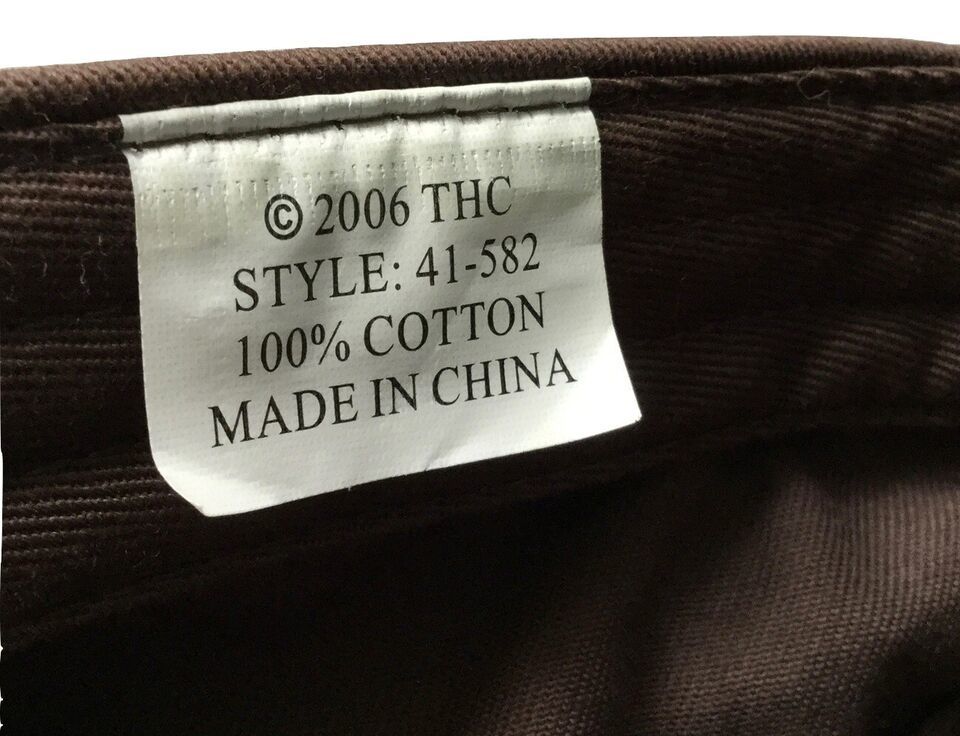 © 2006 THC
STYLE: 41-582
100% COTTON
MADE IN CHINA